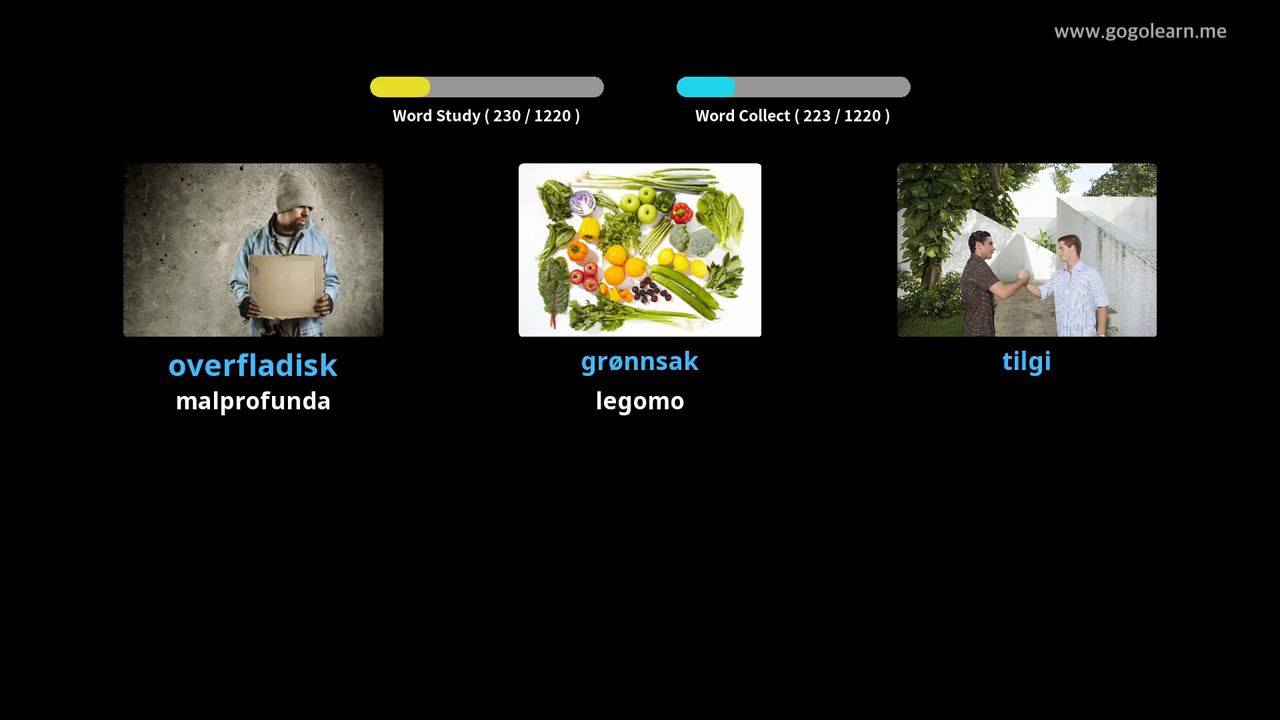 www.gogolearn.me
Word Study ( 230 / 1220 )
Word Collect ( 223 / 1220 )
overfladisk
malprofunda
grønnsak
legomo
tilgi